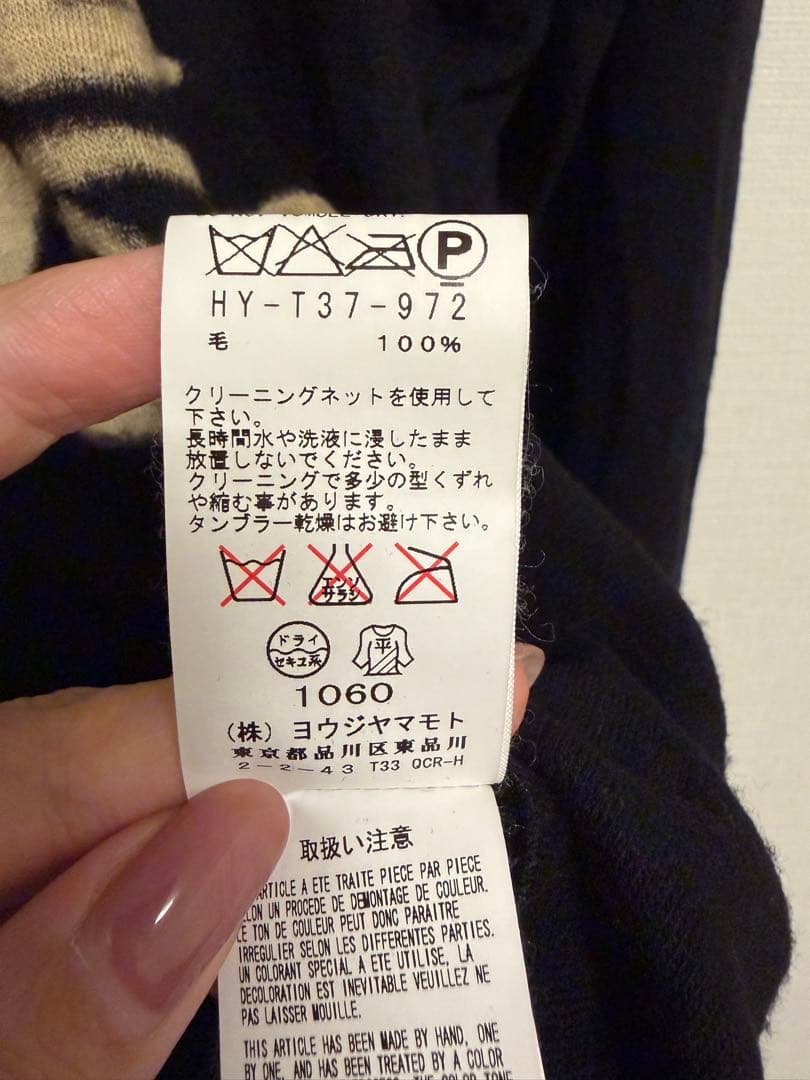 P
HY-T37-972
毛 100%
クリーニングネットを使用して
下さい。
長時間水や洗液に浸したまま
放置しないでください。
クリーニングで多少の型くずれ
や縮む事があります。
タンブラー乾燥はお避け下さい。
エンソ
サラシ
ドライ
セキユ系
平
1060
(株) ヨウジヤマモト
東京都品川区東品川
2-2-43 T33 QCR-H
取扱い注意
ARTICLE A ETE TRAITE PIECE PAR PIECE
UN PROCEDE DE DEMONTAGE DE COULEUR.
LE TON DE COULEUR PEUT DONC PARAITRE
IRREGULIER SELON LES DIFFERENTES PARTIES.
UN COLORANT SPECIAL A ETE UTILISE, LA
DECOLORATION EST INEVITABLE VEUILLEZ NE
PAS LAISSER MOUILLE.
THIS ARTICLE HAS BEEN MADE BY HAND, ONE
BY ONE, AND HAS BEEN TREATED BY A COLOR